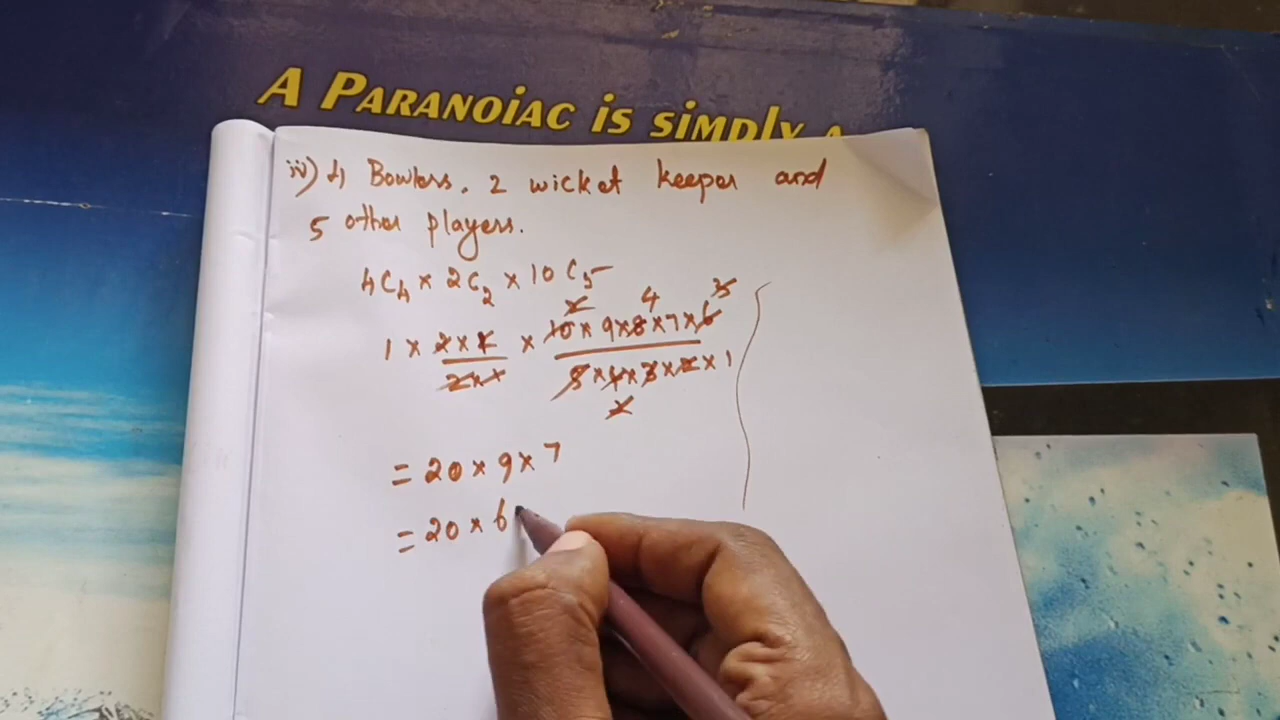 A PARANOiAC is simply a
iv) 4 Bowlers, 2 wicket keeper and
5 other players.
4C4 × 2C2 × 10C5
1 × 2×1/2×1 × 10×9×8×7×6/5×4×3×2×1
= 20 × 9 × 7
= 20 × 6